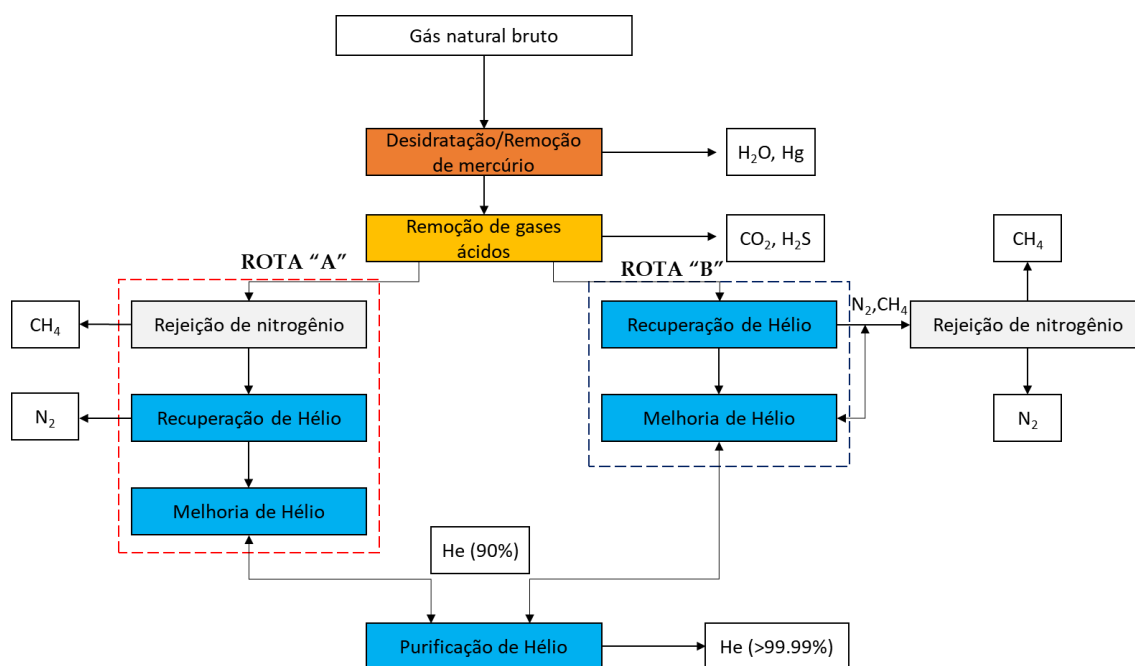 Gás natural bruto
Desidratação/Remoção
de mercúrio
H₂O, Hg
Remoção de gases
ácidos
CO₂, H₂S
CH₄
ROTA “A”
ROTA “B”
CH₄
Rejeição de nitrogênio
Recuperação de Hélio
N₂,CH₄
Rejeição de nitrogênio
N₂
Recuperação de Hélio
Melhoria de Hélio
N₂
Melhoria de Hélio
He (90%)
Purificação de Hélio
He (>99.99%)